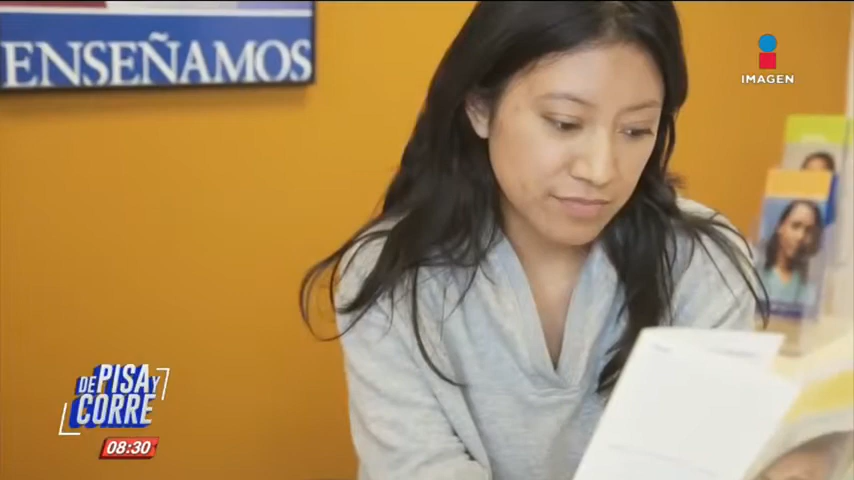 ENSEÑAMOS
IMAGEN
DE PISA Y
CORRE
08:30